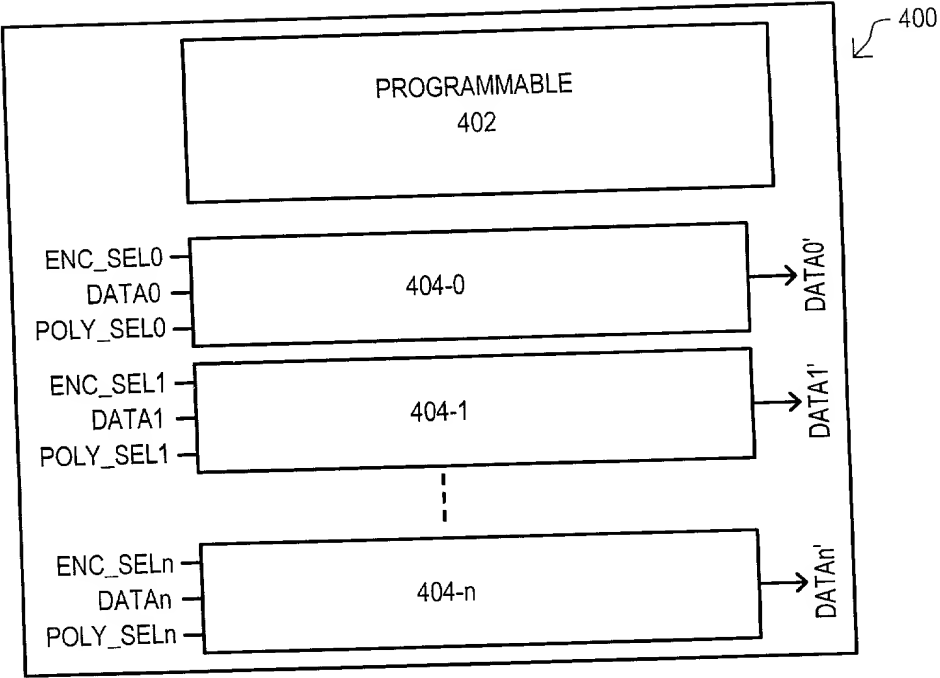 400
PROGRAMMABLE
402
ENC_SEL0
DATA0
POLY_SEL0
404-0
DATA0'
ENC_SEL1
DATA1
POLY_SEL1
404-1
DATA1'
ENC_SELn
DATAn
POLY_SELn
404-n
DATAn'